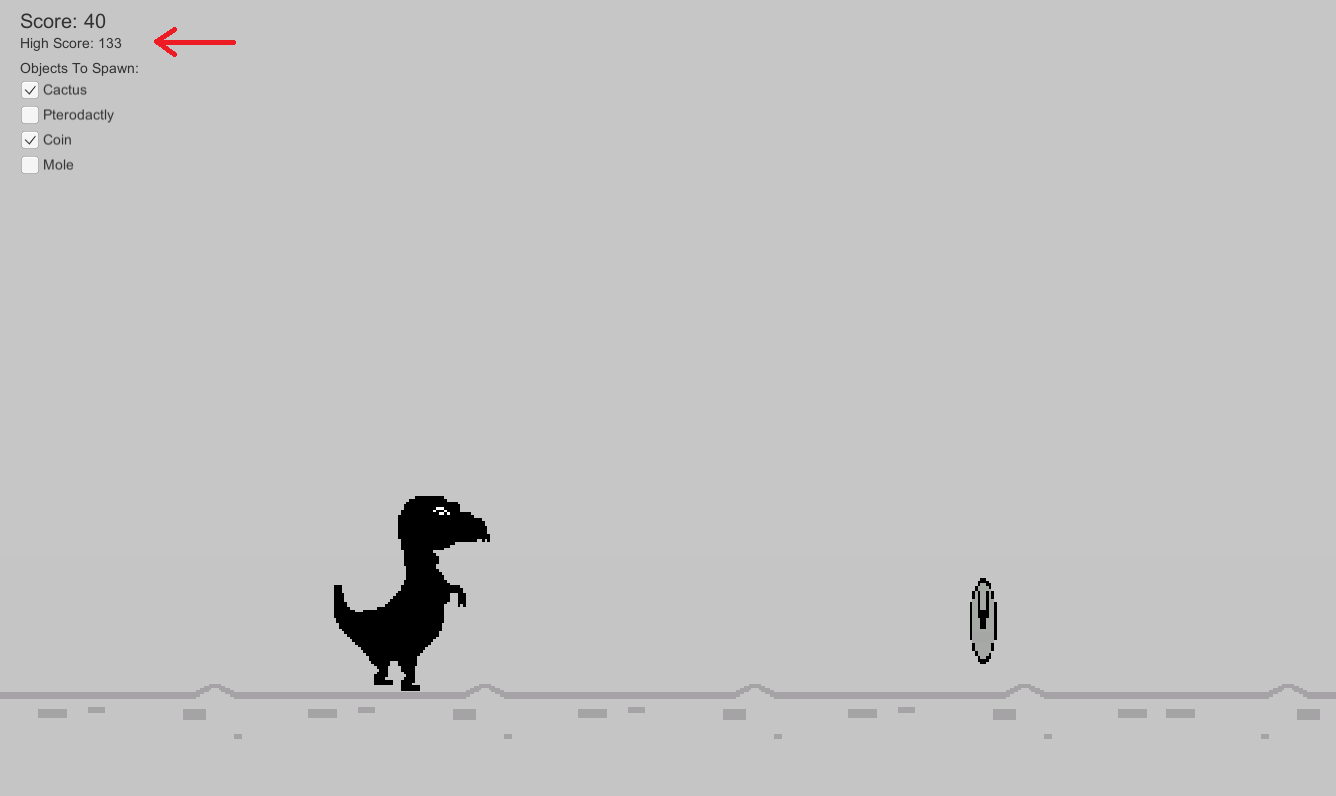 Score: 40
High Score: 133
Objects To Spawn:
Cactus
Pterodactly
Coin
Mole